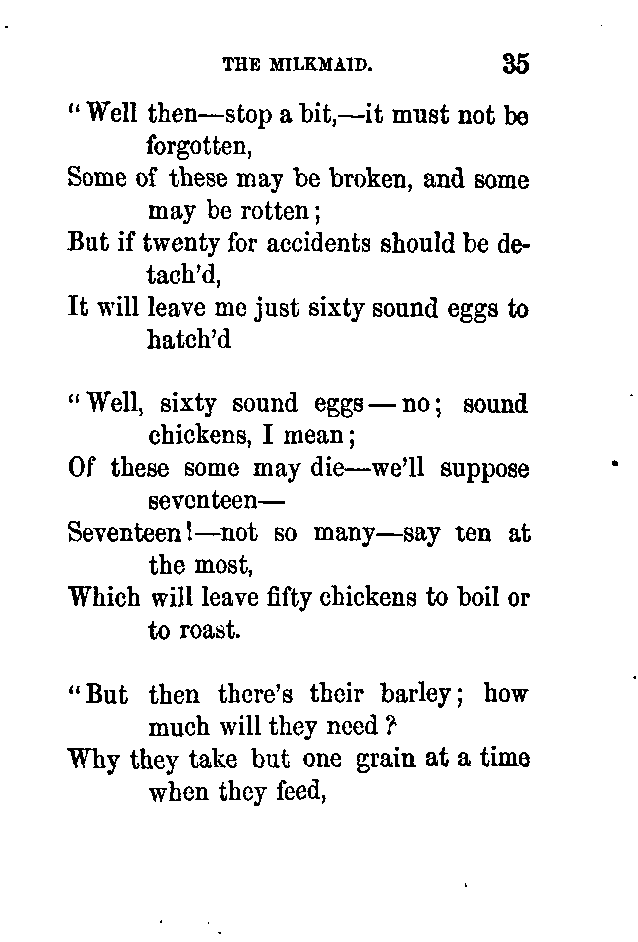 THE MILKMAID. 35
"Well then—stop a bit,—it must not be
forgotten,
Some of these may be broken, and some
may be rotten;
But if twenty for accidents should be de-
tach'd,
It will leave me just sixty sound eggs to
hatch'd
"Well, sixty sound eggs—no; sound
chickens, I mean;
Of these some may die—we'll suppose
seventeen—
Seventeen!—not so many—say ten at
the most,
Which will leave fifty chickens to boil or
to roast.
"But then there's their barley; how
much will they need?
Why they take but one grain at a time
when they feed,